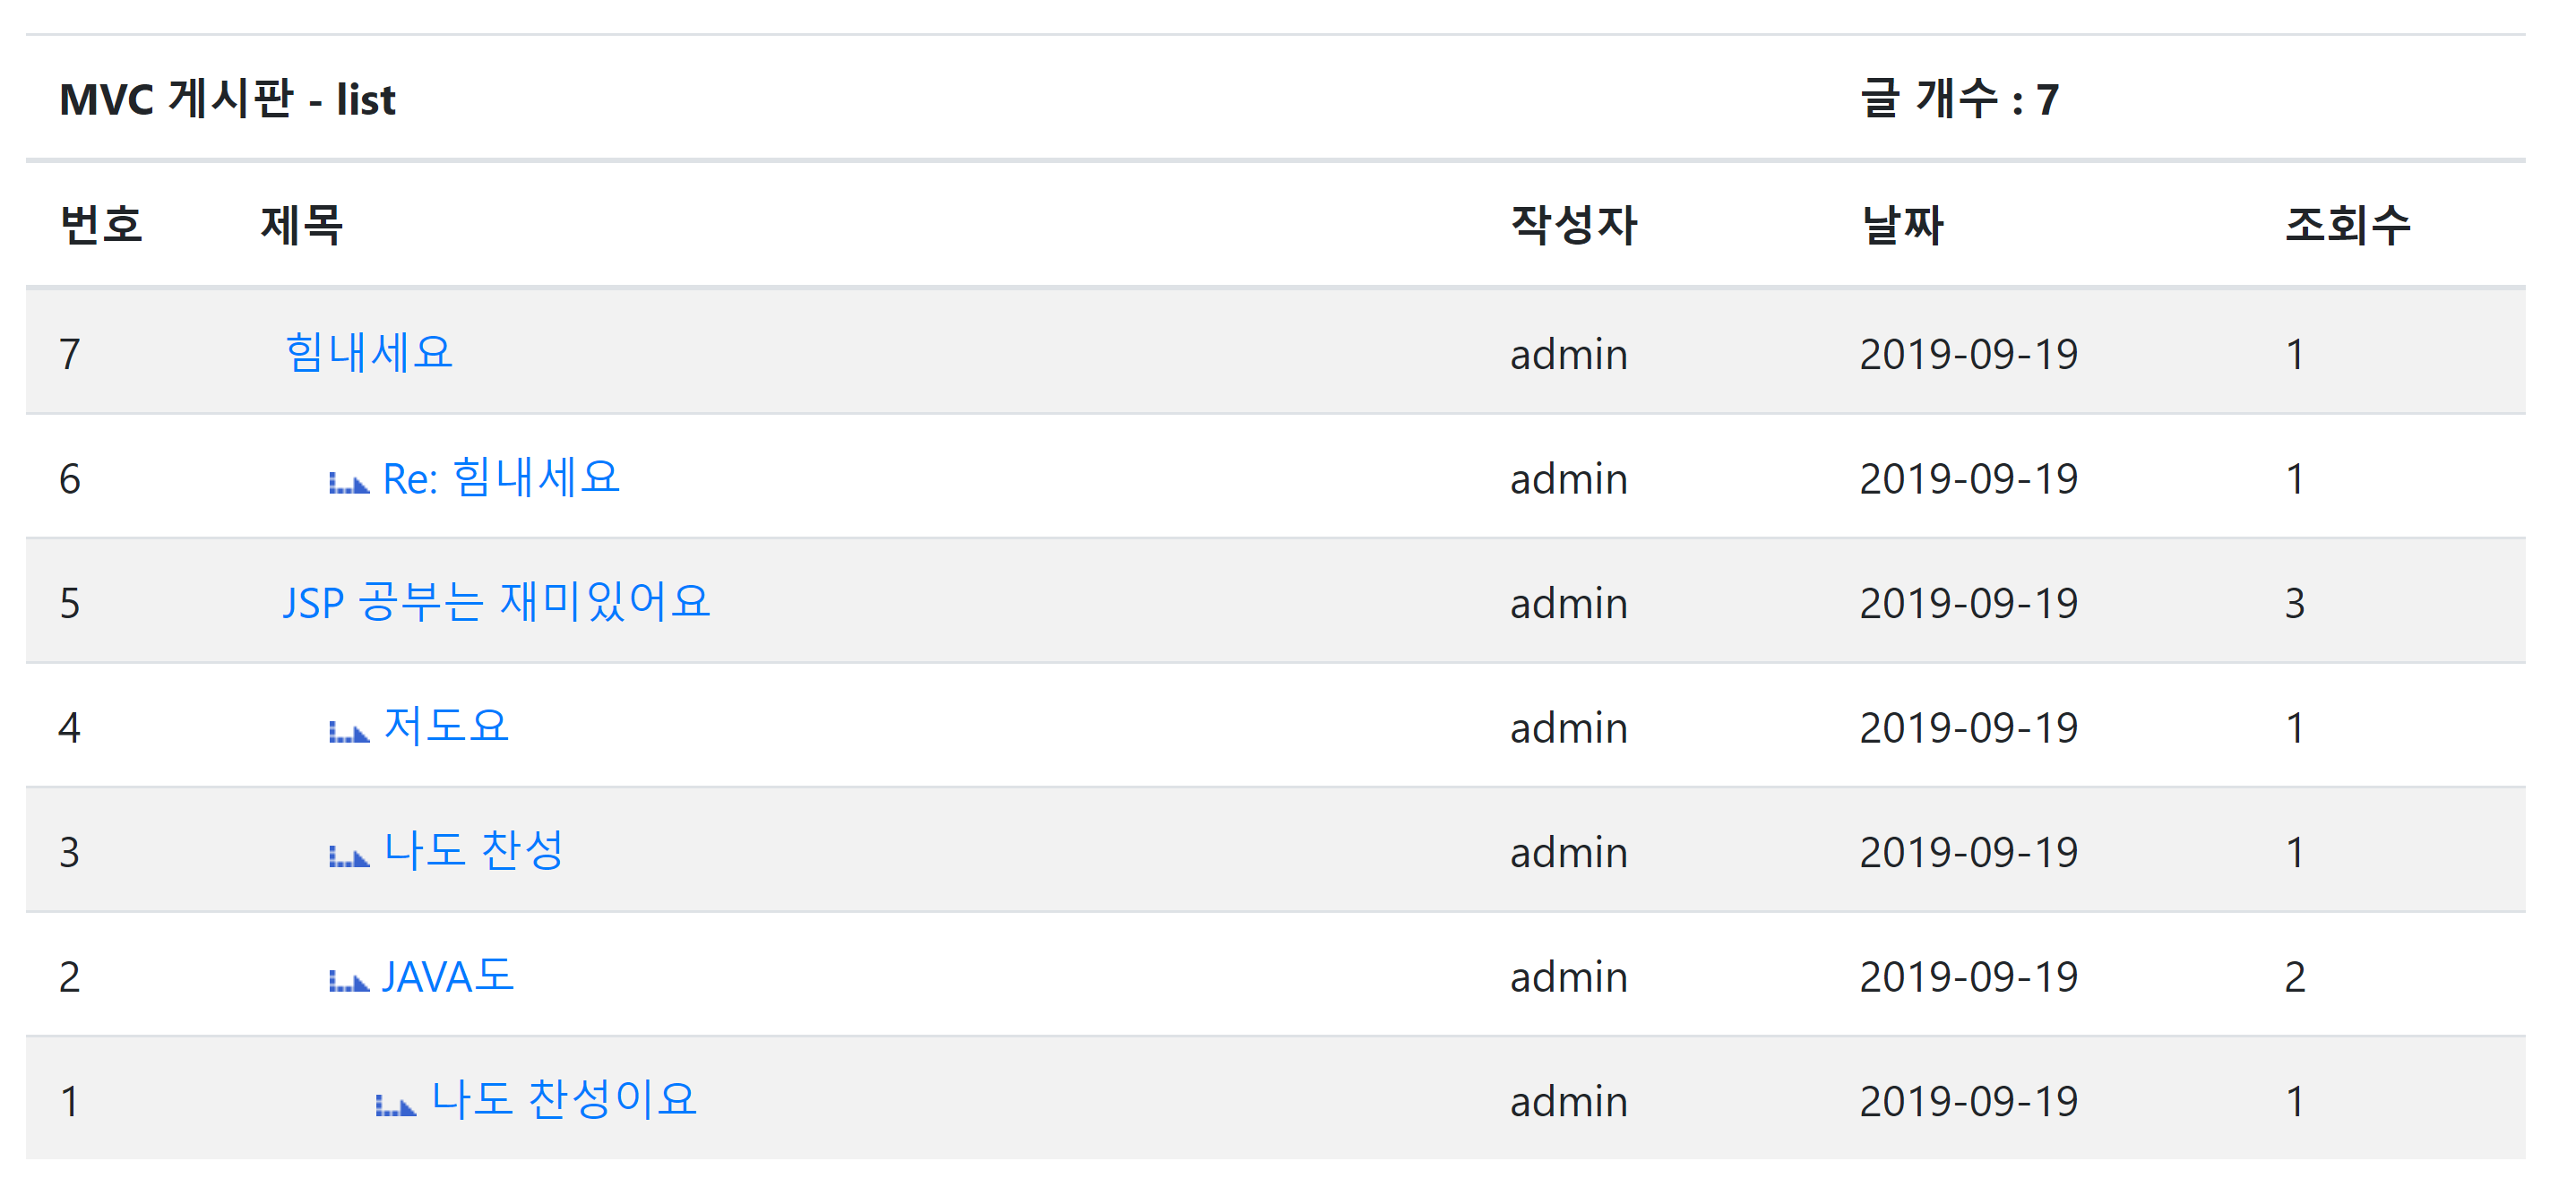 MVC 게시판 - list 글 개수 : 7
번호 제목 작성자 날짜 조회수
7 힘내세요 admin 2019-09-19 1
6 Re: 힘내세요 admin 2019-09-19 1
5 JSP 공부는 재미있어요 admin 2019-09-19 3
4 저도요 admin 2019-09-19 1
3 나도 찬성 admin 2019-09-19 1
2 JAVA도 admin 2019-09-19 2
1 나도 찬성이요 admin 2019-09-19 1